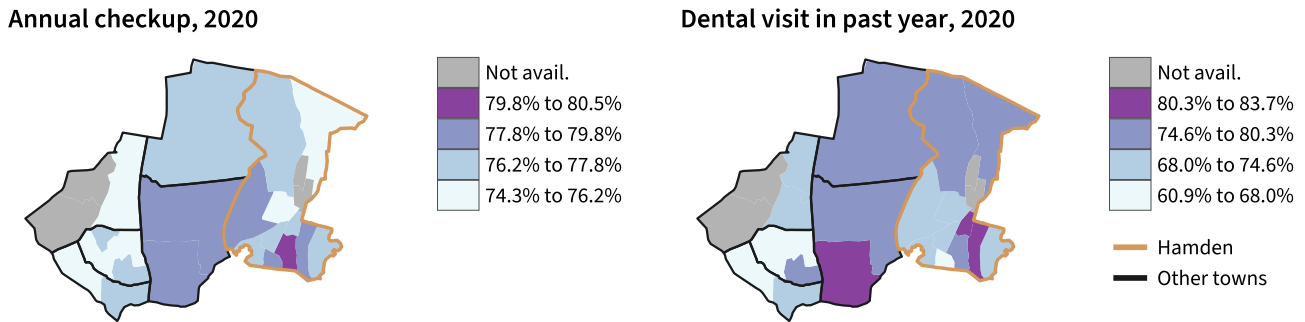 Annual checkup, 2020
Not avail.
79.8% to 80.5%
77.8% to 79.8%
76.2% to 77.8%
74.3% to 76.2%
Dental visit in past year, 2020
Not avail.
80.3% to 83.7%
74.6% to 80.3%
68.0% to 74.6%
60.9% to 68.0%
Hamden
Other towns